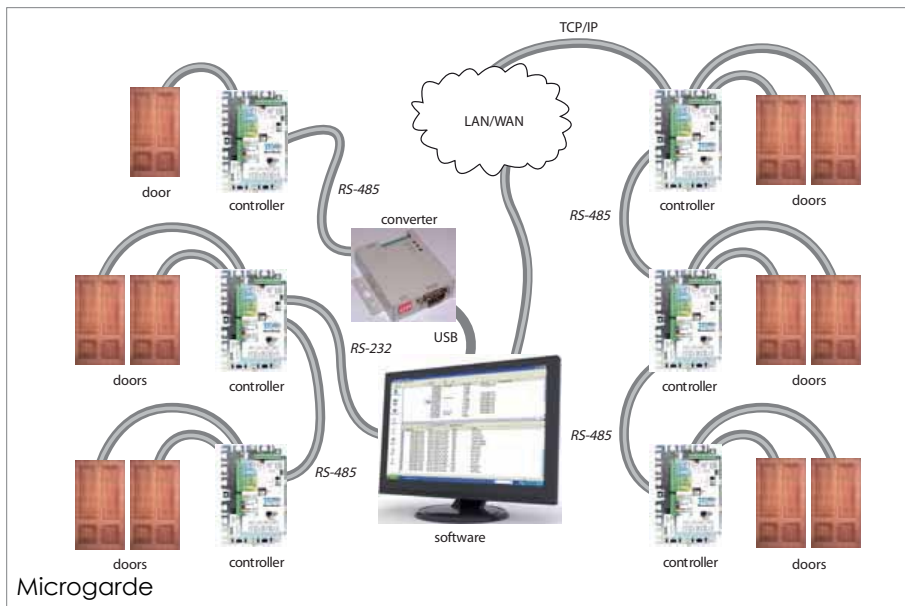 TCP/IP
LAN/WAN
door
controller
RS-485
converter
controller
doors
RS-485
doors
controller
RS-232
USB
controller
doors
RS-485
doors
controller
RS-485
software
controller
doors
Microgarde